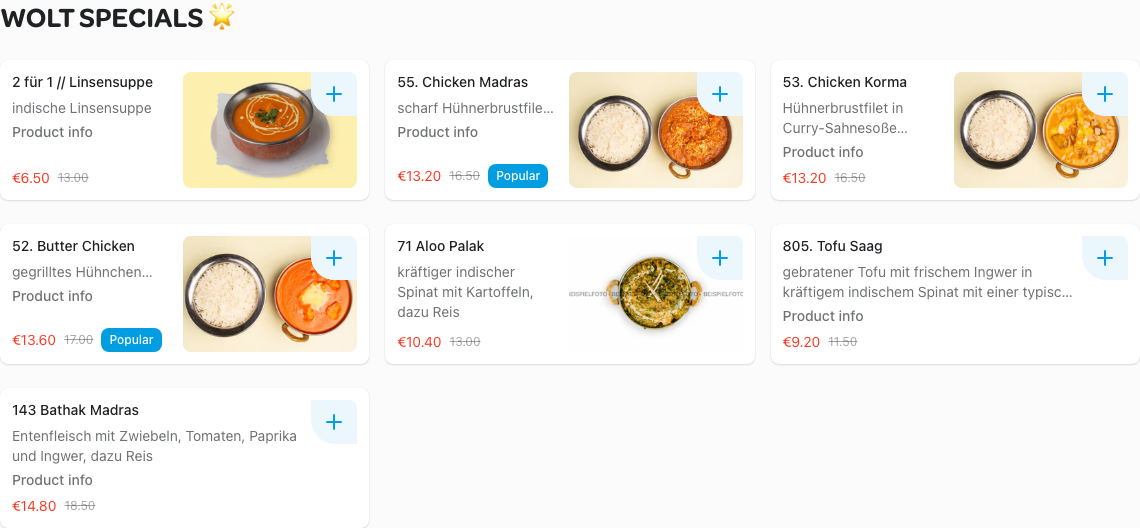 WOLT SPECIALS 🌟
2 für 1 // Linsensuppe
indische Linsensuppe
Product info
€6.50 13.00
55. Chicken Madras
scharf Hühnerbrustfile...
Product info
€13.20 16.50 Popular
53. Chicken Korma
Hühnerbrustfilet in
Curry-Sahnesoße...
Product info
€13.20 16.50
52. Butter Chicken
gegrilltes Hühnchen...
Product info
€13.60 17.00 Popular
71 Aloo Palak
kräftiger indischer
Spinat mit Kartoffeln,
dazu Reis
€10.40 13.00
BEISPIELFOTO
805. Tofu Saag
gebratener Tofu mit frischem Ingwer in
kräftigem indischem Spinat mit einer typisc...
Product info
€9.20 11.50
143 Bathak Madras
Entenfleisch mit Zwiebeln, Tomaten, Paprika
und Ingwer, dazu Reis
Product info
€14.80 18.50